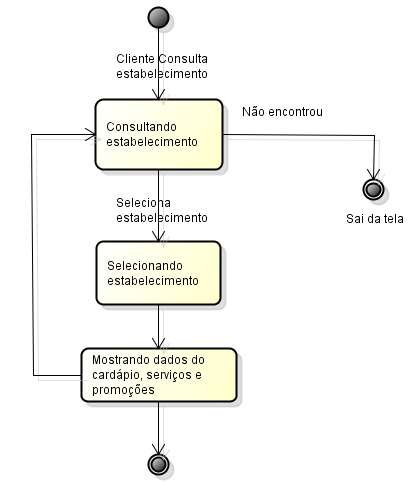 Cliente Consulta
estabelecimento
Consultando
estabelecimento
Não encontrou
Sai da tela
Seleciona
estabelecimento
Selecionando
estabelecimento
Mostrando dados do
cardápio, serviços e
promoções